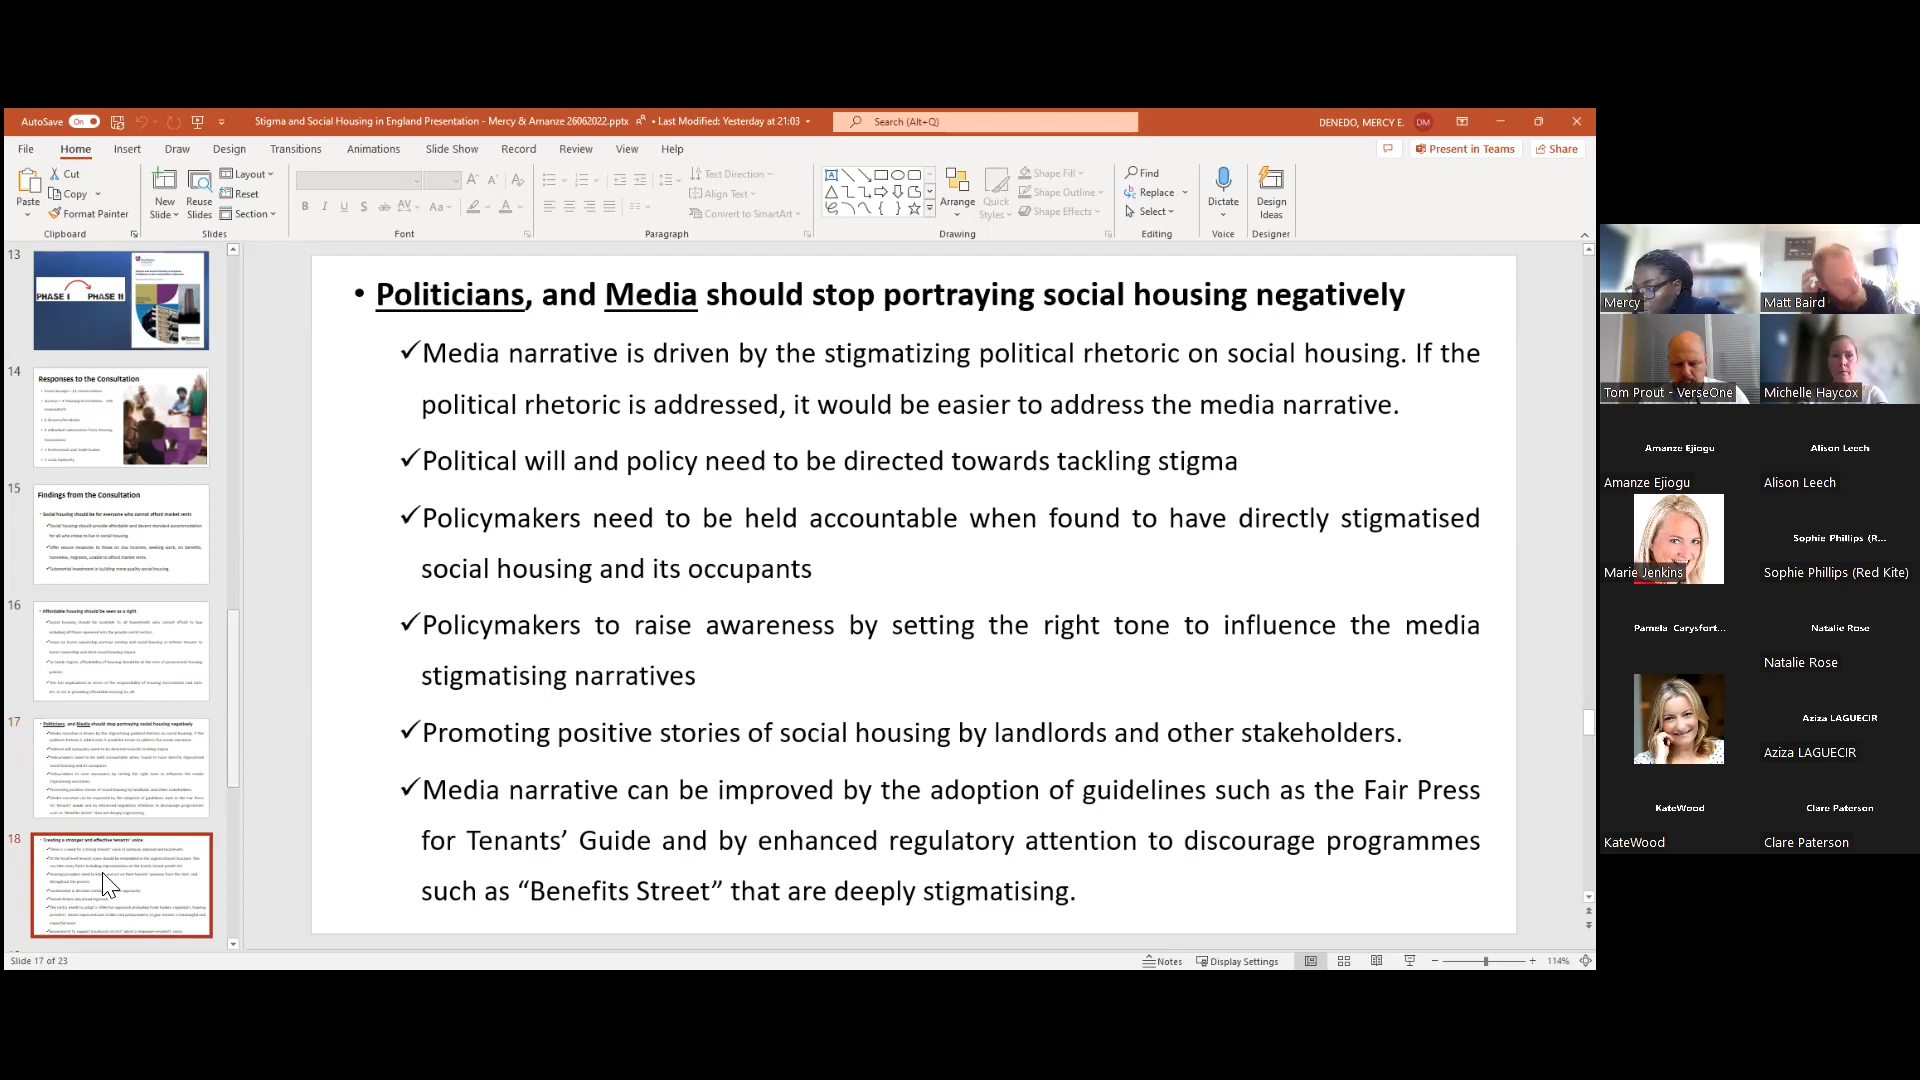 AutoSave On
Stigma and Social Housing in England Presentation - Mercy & Amanze 26062022.pptx • Last Modified: Yesterday at 21:03
Search (Alt+Q)
DENEDO, MERCY E. DM
File Home Insert Draw Design Transitions Animations Slide Show Record Review View Help
Present in Teams Share
Paste Cut Copy Format Painter Clipboard
New Slide Reuse Slides Layout Reset Section Slides
Font
Text Direction Align Text Convert to SmartArt Paragraph
Arrange Quick Styles Shape Fill Shape Outline Shape Effects Drawing
Find Replace Select Editing
Dictate Voice
Design Ideas Designer
13
PHASE I PHASE II
14
Responses to the Consultation
15
Findings from the Consultation
• Social housing should be for everyone who cannot afford market rents
16
• Affordable housing should be seen as a right
17
• Politicians, and Media should stop portraying social housing negatively
18
• Creating a stronger and effective tenants' voice
• Politicians, and Media should stop portraying social housing negatively
✓Media narrative is driven by the stigmatizing political rhetoric on social housing. If the
political rhetoric is addressed, it would be easier to address the media narrative.
✓Political will and policy need to be directed towards tackling stigma
✓Policymakers need to be held accountable when found to have directly stigmatised
social housing and its occupants
✓Policymakers to raise awareness by setting the right tone to influence the media
stigmatising narratives
✓Promoting positive stories of social housing by landlords and other stakeholders.
✓Media narrative can be improved by the adoption of guidelines such as the Fair Press
for Tenants’ Guide and by enhanced regulatory attention to discourage programmes
such as “Benefits Street” that are deeply stigmatising.
Slide 17 of 23
Notes Display Settings 114%
Mercy
Matt Baird
Tom Prout - VerseOne
Michelle Haycox
Amanze Ejiogu
Amanze Ejiogu
Alison Leech
Alison Leech
Marie Jenkins
Sophie Phillips (R...
Sophie Phillips (Red Kite)
Pamela Carysfort...
Natalie Rose
Natalie Rose
Aziza LAGUECIR
Aziza LAGUECIR
KateWood
KateWood
Clare Paterson
Clare Paterson